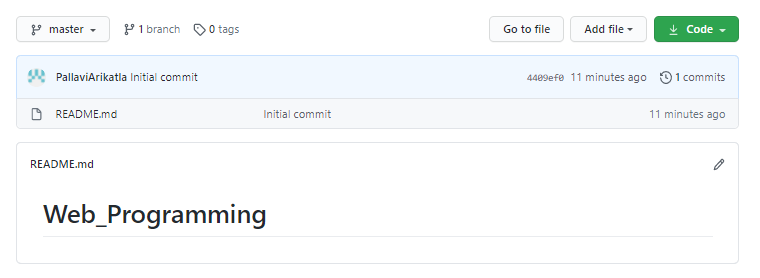 master 1 branch 0 tags Go to file Add file Code
PallaviArikatla Initial commit 4409ef0 11 minutes ago 1 commits
README.md Initial commit 11 minutes ago
README.md
Web_Programming